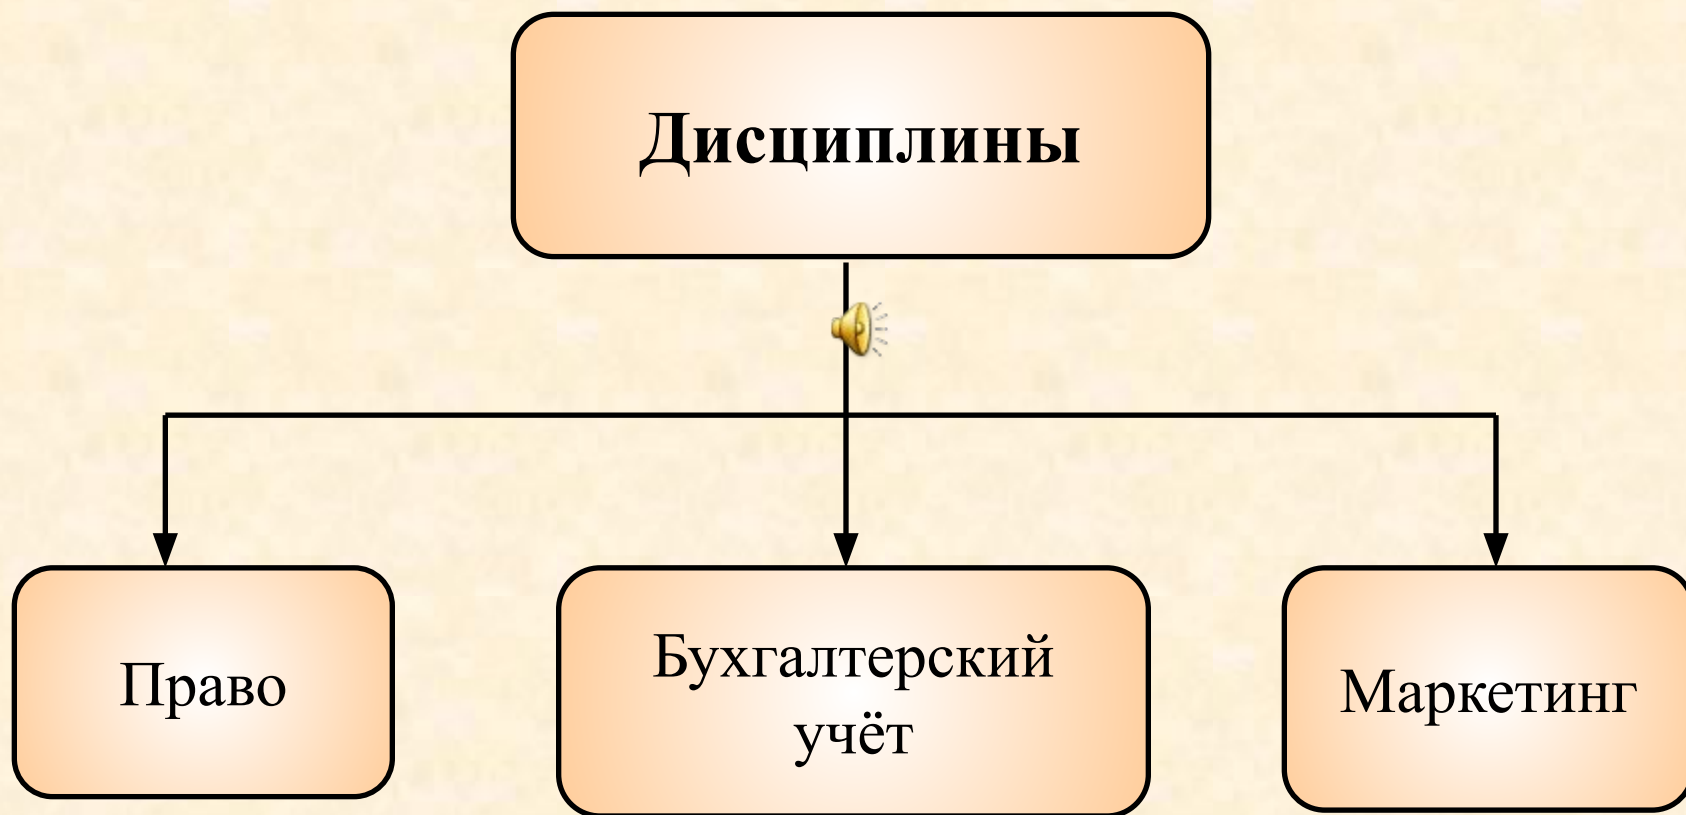 Дисциплины
Право
Бухгалтерский
учёт
Маркетинг